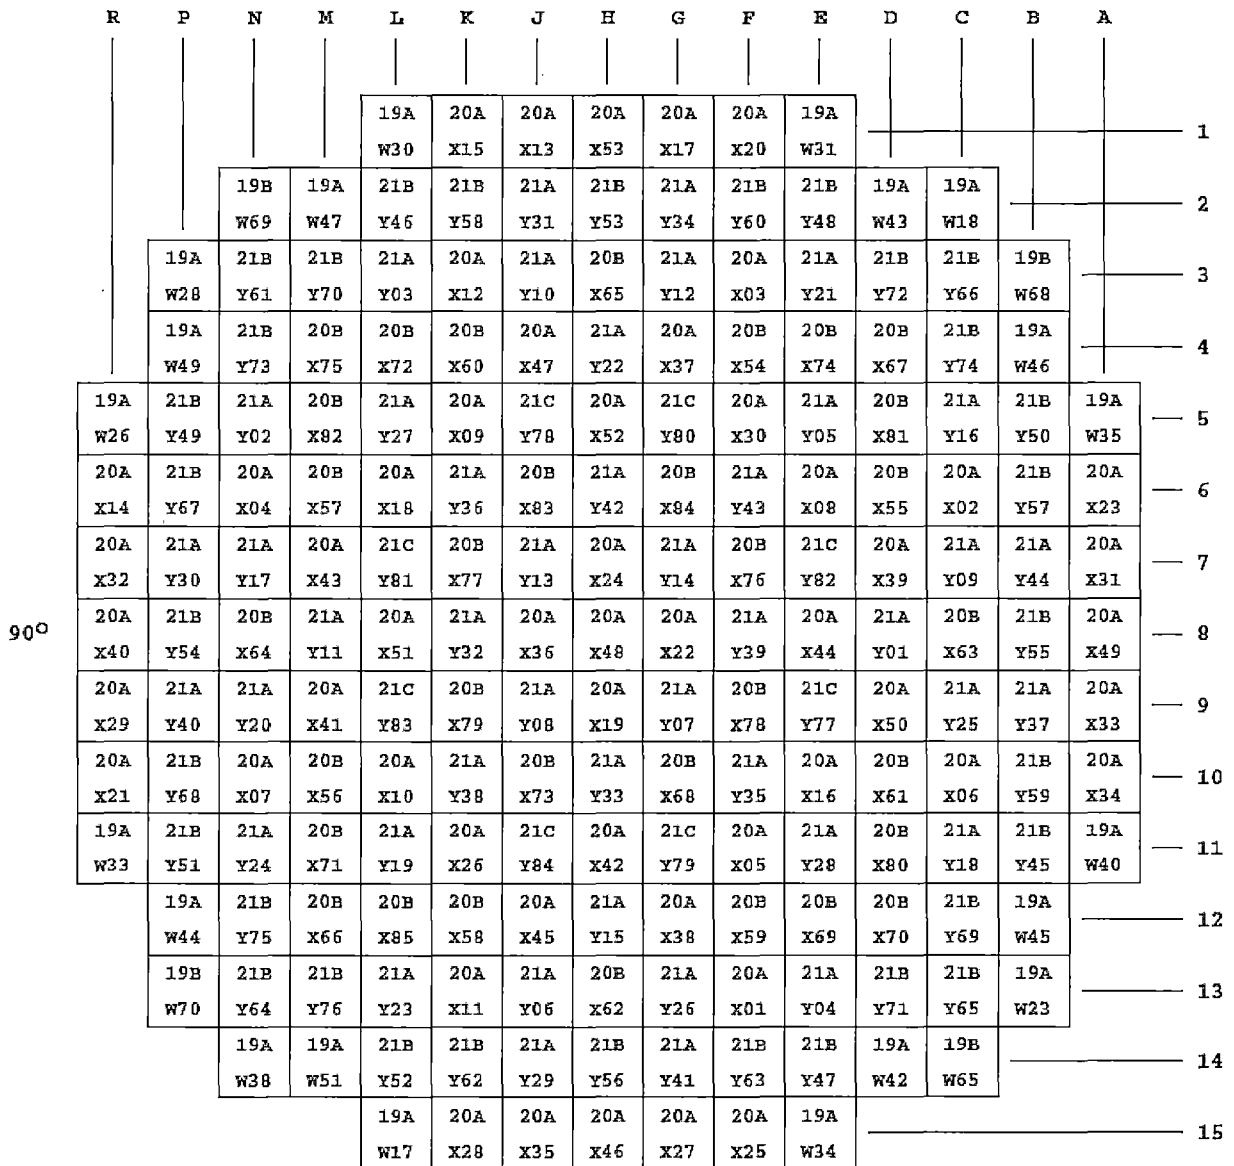 R P N M L K J H G F E D C B A
19A 20A 20A 20A 20A 20A 19A
1
W30 X15 X13 X53 X17 X20 W31
19B 19A 21B 21B 21A 21B 21A 21B 21B 19A 19A
2
W69 W47 Y46 Y58 Y31 Y53 Y34 Y60 Y48 W43 W18
19A 21B 21B 21A 20A 21A 20B 21A 20A 21A 21B 21B 19B
3
W28 Y61 Y70 Y03 X12 Y10 X65 Y12 X03 Y21 Y72 Y66 W68
19A 21B 20B 20B 20B 20A 21A 20A 20B 20B 20B 21B 19A
4
W49 Y73 X75 X72 X60 X47 Y22 X37 X54 X74 X67 Y74 W46
19A 21B 21A 20B 21A 20A 21C 20A 21C 20A 21A 20B 21A 21B 19A
5
W26 Y49 Y02 X82 Y27 X09 Y78 X52 Y80 X30 Y05 X81 Y16 Y50 W35
20A 21B 20A 20B 20A 21A 20B 21A 20B 21A 20A 20B 20A 21B 20A
6
X14 Y67 X04 X57 X18 Y36 X83 Y42 X84 Y43 X08 X55 X02 Y57 X23
20A 21A 21A 20A 21C 20B 21A 20A 21A 20B 21C 20A 21A 21A 20A
7
X32 Y30 Y17 X43 Y81 X77 Y13 X24 Y14 X76 Y82 X39 Y09 Y44 X31
20A 21B 20B 21A 20A 21A 20A 20A 20A 21A 20A 21A 20B 21B 20A
90° 8
X40 Y54 X64 Y11 X51 Y32 X36 X48 X22 Y39 X44 Y01 X63 Y55 X49
20A 21A 21A 20A 21C 20B 21A 20A 21A 20B 21C 20A 21A 21A 20A
9
X29 Y40 Y20 X41 Y83 X79 Y08 X19 Y07 X78 Y77 X50 Y25 Y37 X33
20A 21B 20A 20B 20A 21A 20B 21A 20B 21A 20A 20B 20A 21B 20A
10
X21 Y68 X07 X56 X10 Y38 X73 Y33 X68 Y35 X16 X61 X06 Y59 X34
19A 21B 21A 20B 21A 20A 21C 20A 21C 20A 21A 20B 21A 21B 19A
11
W33 Y51 Y24 X71 Y19 X26 Y84 X42 Y79 X05 Y28 X80 Y18 Y45 W40
19A 21B 20B 20B 20B 20A 21A 20A 20B 20B 20B 21B 19A
12
W44 Y75 X66 X85 X58 X45 Y15 X38 X59 X69 X70 Y69 W45
19B 21B 21B 21A 20A 21A 20B 21A 20A 21A 21B 21B 19A
13
W70 Y64 Y76 Y23 X11 Y06 X62 Y26 X01 Y04 Y71 Y65 W23
19A 19A 21B 21B 21A 21B 21A 21B 21B 19A 19B
14
W38 W51 Y52 Y62 Y29 Y56 Y41 Y63 Y47 W42 W65
19A 20A 20A 20A 20A 20A 19A
15
W17 X28 X35 X46 X27 X25 W34